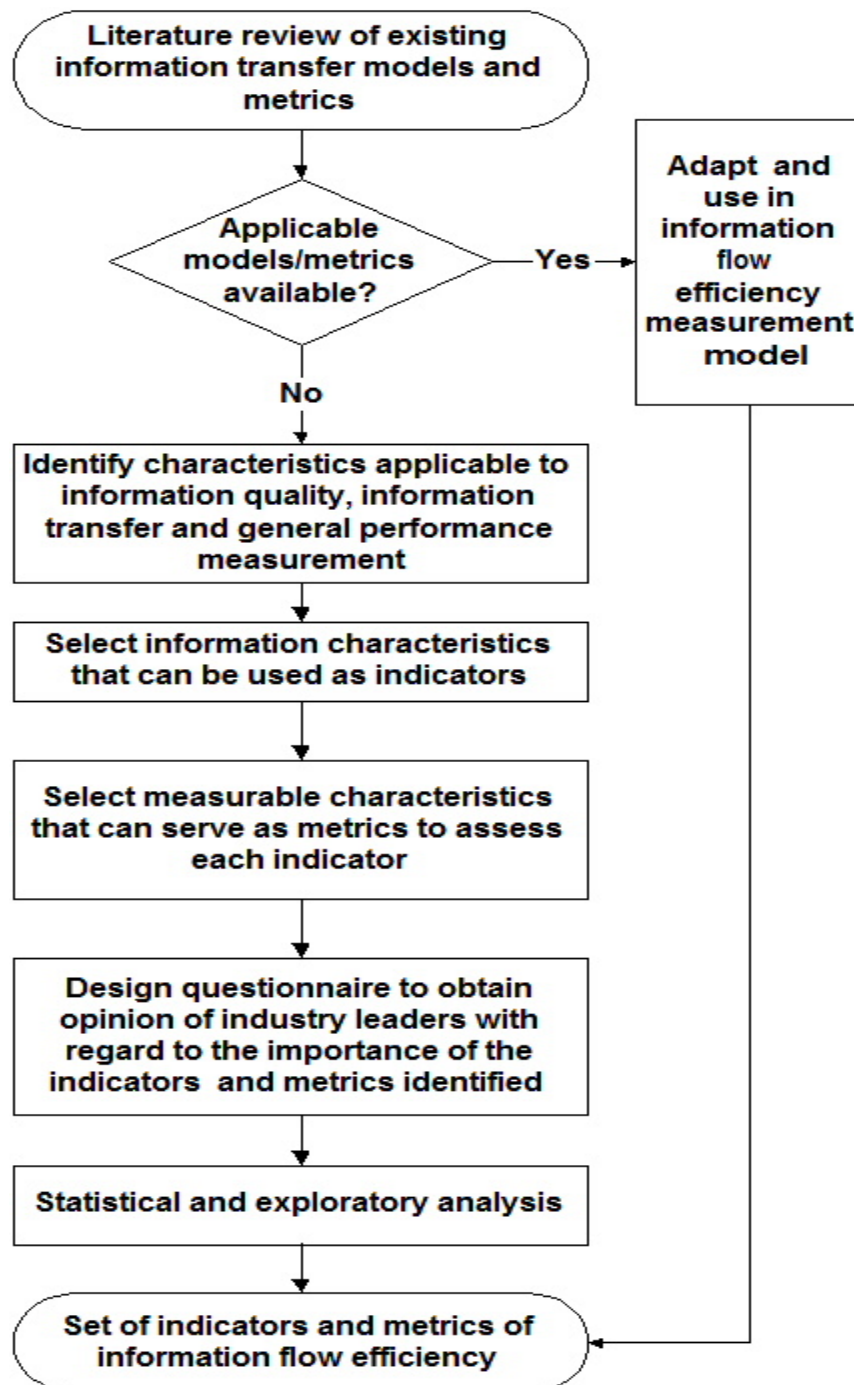 Literature review of existing
information transfer models and
metrics
Applicable
models/metrics
available?
Yes
Adapt and
use in
information
flow
efficiency
measurement
model
No
Identify characteristics applicable to
information quality, information
transfer and general performance
measurement
Select information characteristics
that can be used as indicators
Select measurable characteristics
that can serve as metrics to assess
each indicator
Design questionnaire to obtain
opinion of industry leaders with
regard to the importance of the
indicators and metrics identified
Statistical and exploratory analysis
Set of indicators and metrics of
information flow efficiency